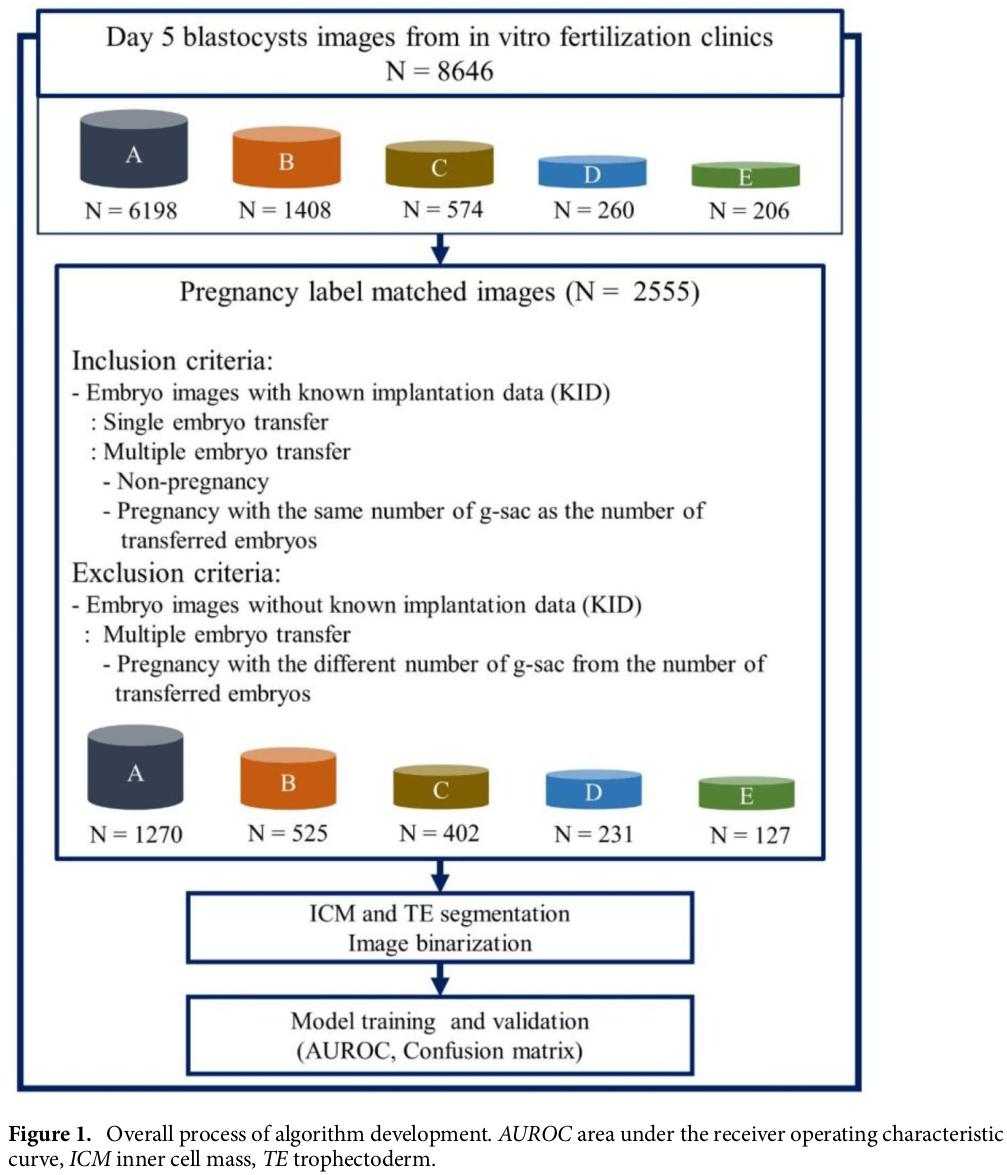 Day 5 blastocysts images from in vitro fertilization clinics
N = 8646
A
B
C
D
E
N = 6198
N = 1408
N = 574
N = 260
N = 206
Pregnancy label matched images (N = 2555)
Inclusion criteria:
- Embryo images with known implantation data (KID)
: Single embryo transfer
: Multiple embryo transfer
- Non-pregnancy
- Pregnancy with the same number of g-sac as the number of
transferred embryos
Exclusion criteria:
- Embryo images without known implantation data (KID)
: Multiple embryo transfer
- Pregnancy with the different number of g-sac from the number of
transferred embryos
A
B
C
D
E
N = 1270
N = 525
N = 402
N = 231
N = 127
ICM and TE segmentation
Image binarization
Model training and validation
(AUROC, Confusion matrix)
Figure 1. Overall process of algorithm development. AUROC area under the receiver operating characteristic
curve, ICM inner cell mass, TE trophectoderm.